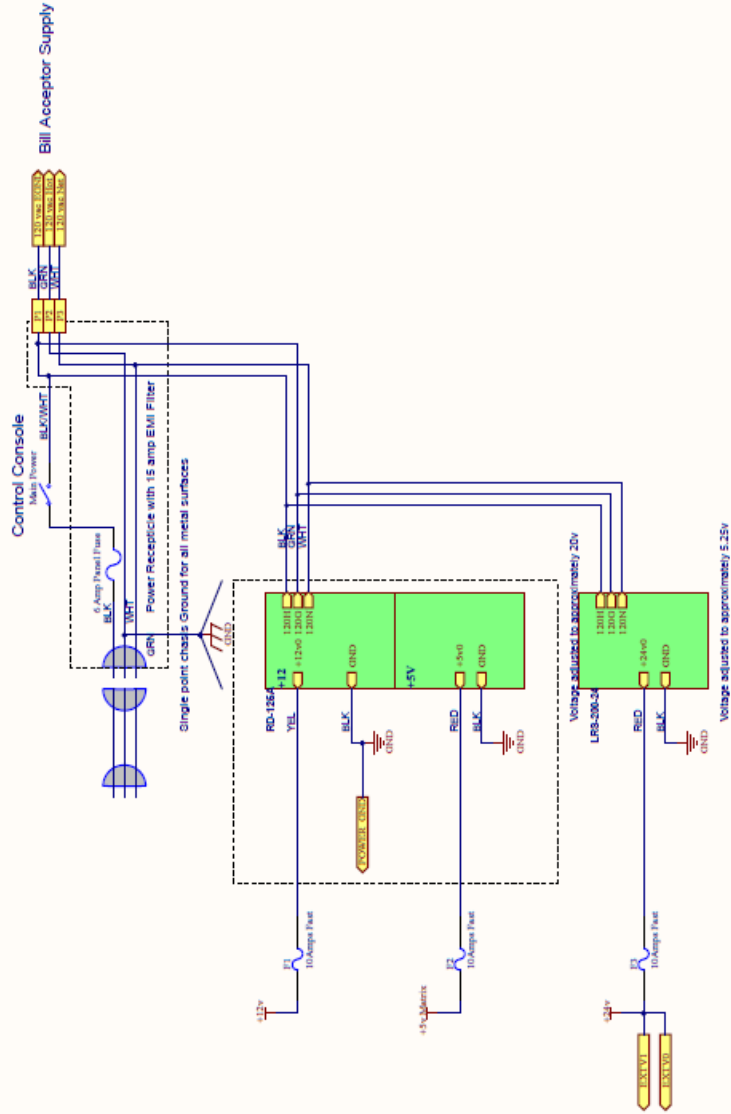 Bill Acceptor Supply
120 vac EGND
120 vac Hot
120 vac Net
BLK
GRN
WHT
P1
P2
P3
Control Console
Main Power
BLK/WHT
6 Amp Panel Fuse
BLK
WHT
GRN
Power Recepticle with 15 amp EMI Filter
Single point chasis Ground for all metal surfaces
GND
BLK
GRN
WHT
120H
120G
120N
RD-125A
+12
+12v0
YEL
GND
BLK
GND
POWER_GND
+5V
+5v0
RED
GND
BLK
GND
F1
10Amps Fast
+12v
F2
10Amps Fast
+5v Matrix
Voltage adjusted to approximately 20v
LRS-200-24
120H
120G
120N
+24v0
RED
GND
BLK
GND
F3
10Amps Fast
+24v
EXTV1
EXTV0
Voltage adjusted to approximately 5.25v